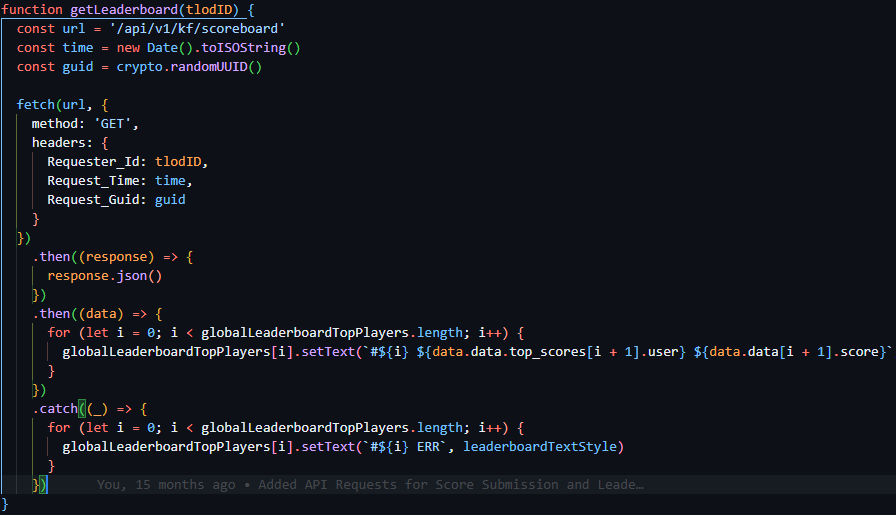 function getLeaderboard(tlodID) {
  const url = '/api/v1/kf/scoreboard'
  const time = new Date().toISOString()
  const guid = crypto.randomUUID()

  fetch(url, {
    method: 'GET',
    headers: {
      Requester_Id: tlodID,
      Request_Time: time,
      Request_Guid: guid
    }
  })
    .then((response) => {
      response.json()
    })
    .then((data) => {
      for (let i = 0; i < globalLeaderboardTopPlayers.length; i++) {
        globalLeaderboardTopPlayers[i].setText(`#${i} ${data.data.top_scores[i + 1].user} ${data.data[i + 1].score}`
      }
    })
    .catch((_) => {
      for (let i = 0; i < globalLeaderboardTopPlayers.length; i++) {
        globalLeaderboardTopPlayers[i].setText(`#${i} ERR`, leaderboardTextStyle)
      }
    }) You, 15 months ago • Added API Requests for Score Submission and Leade…
}